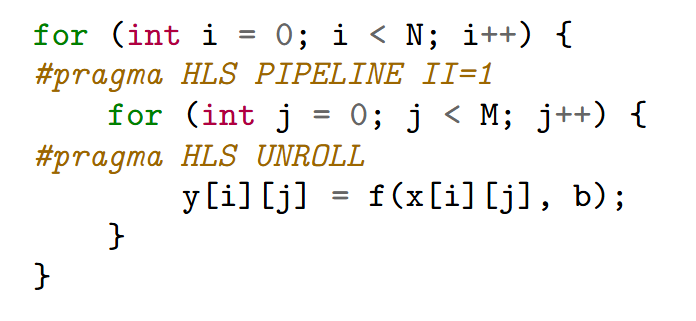 for (int i = 0; i < N; i++) {
#pragma HLS PIPELINE II=1
    for (int j = 0; j < M; j++) {
#pragma HLS UNROLL
        y[i][j] = f(x[i][j], b);
    }
}